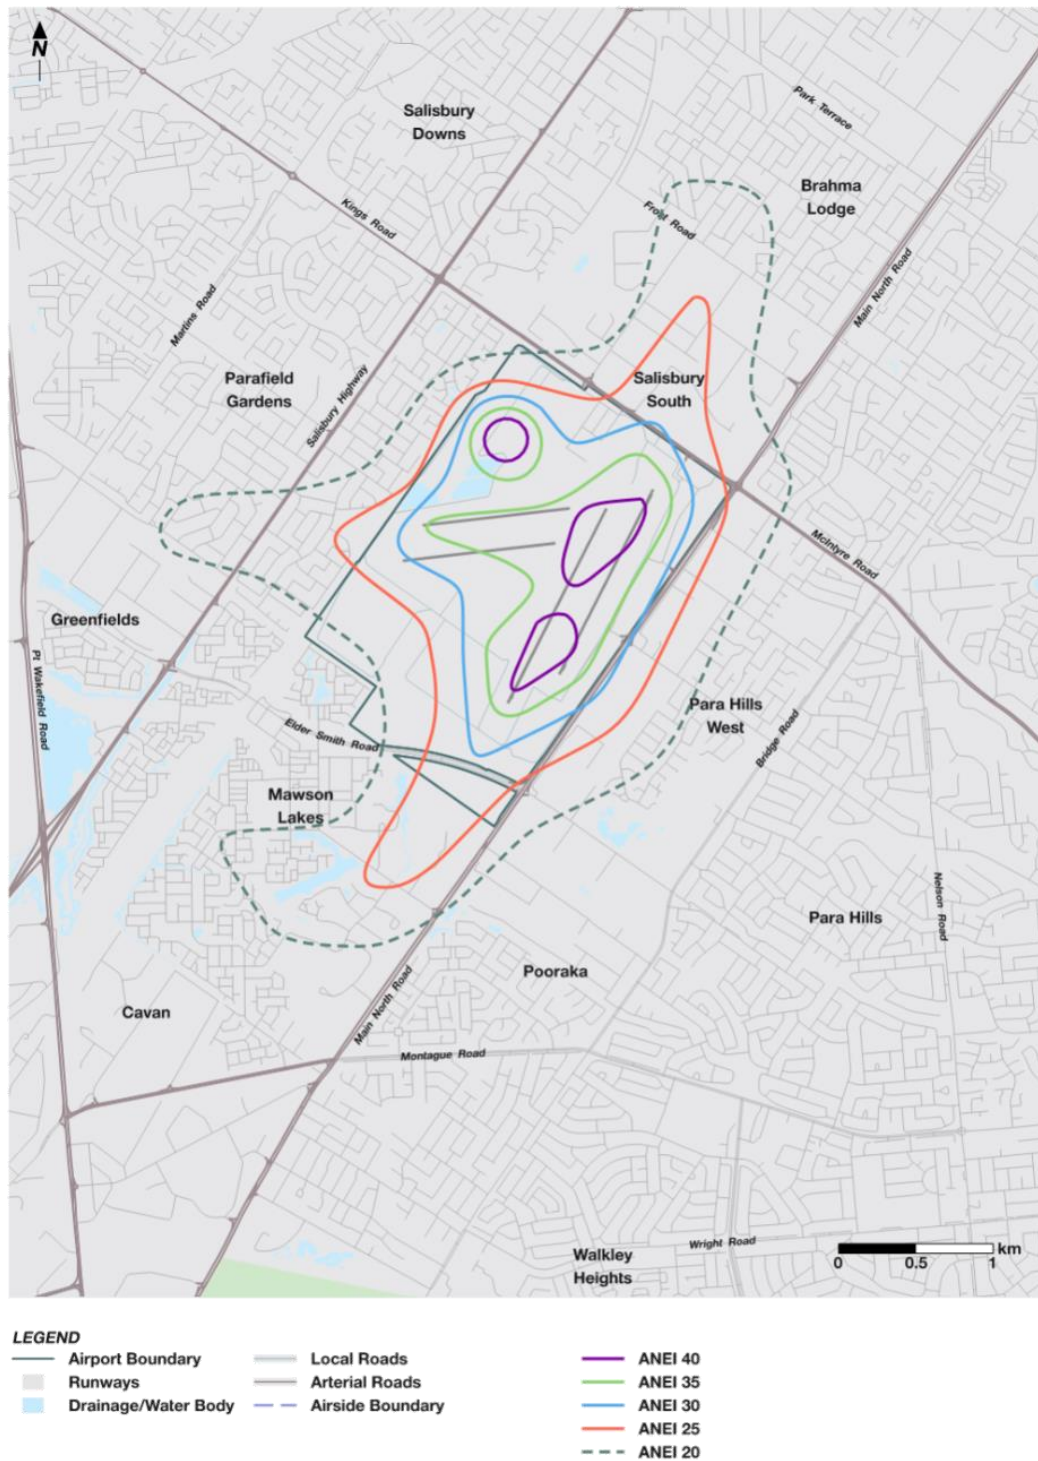 N
Salisbury
Downs
Park Terrace
Brahma
Lodge
Frost Road
Kings Road
Main North Road
Martins Road
Parafield
Gardens
Salisbury Highway
Salisbury
South
McIntyre Road
Greenfields
Pt Wakefield Road
Para Hills
West
Bridge Road
Elder Smith Road
Mawson
Lakes
Nelson Road
Para Hills
Pooraka
Cavan
Main North Road
Montague Road
Wright Road
Walkley
Heights
km
0 0.5 1
LEGEND
Airport Boundary
Runways
Drainage/Water Body
Local Roads
Arterial Roads
Airside Boundary
ANEI 40
ANEI 35
ANEI 30
ANEI 25
ANEI 20